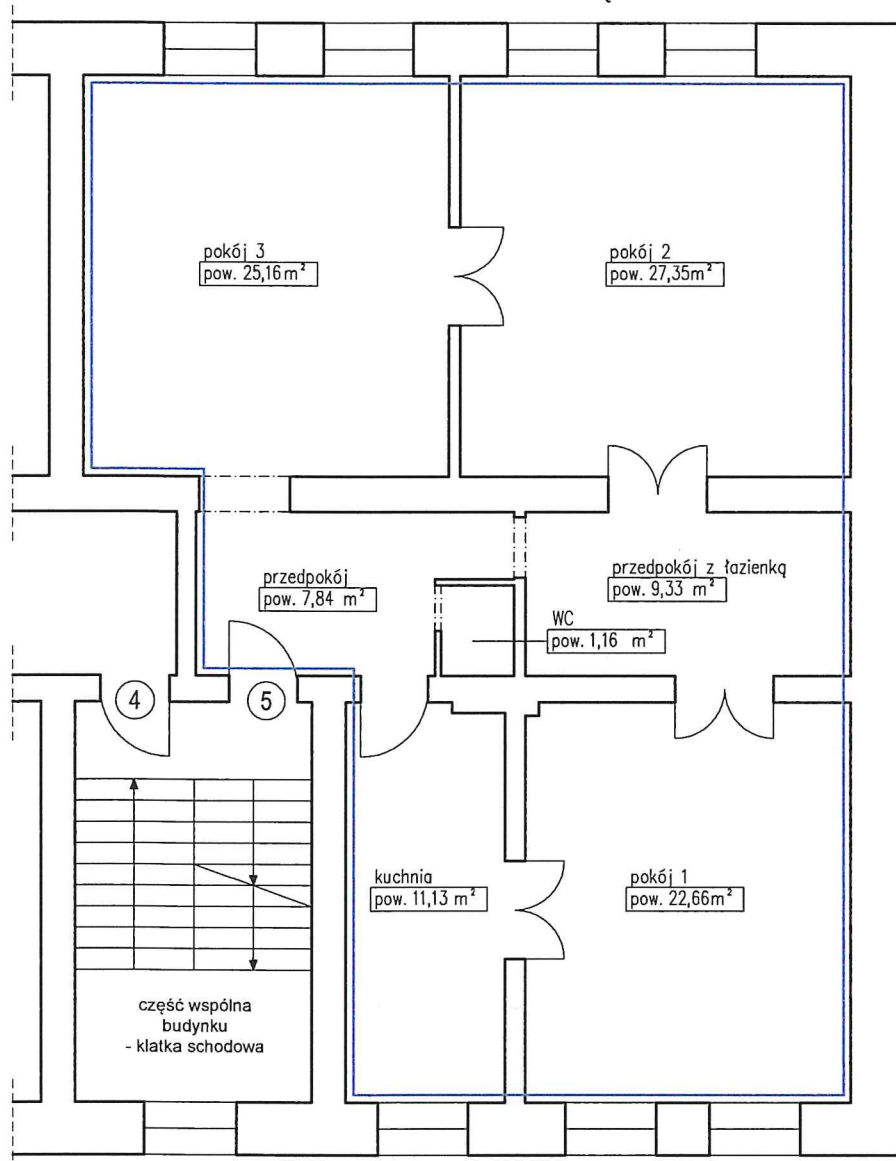 pokój 3
pow. 25,16 m²
pokój 2
pow. 27,35m²
przedpokój
pow. 7,84 m²
przedpokój z łazienką
pow. 9,33 m²
WC
pow. 1,16 m²
4
5
kuchnia
pow. 11,13 m²
pokój 1
pow. 22,66m²
część wspólna
budynku
- klatka schodowa